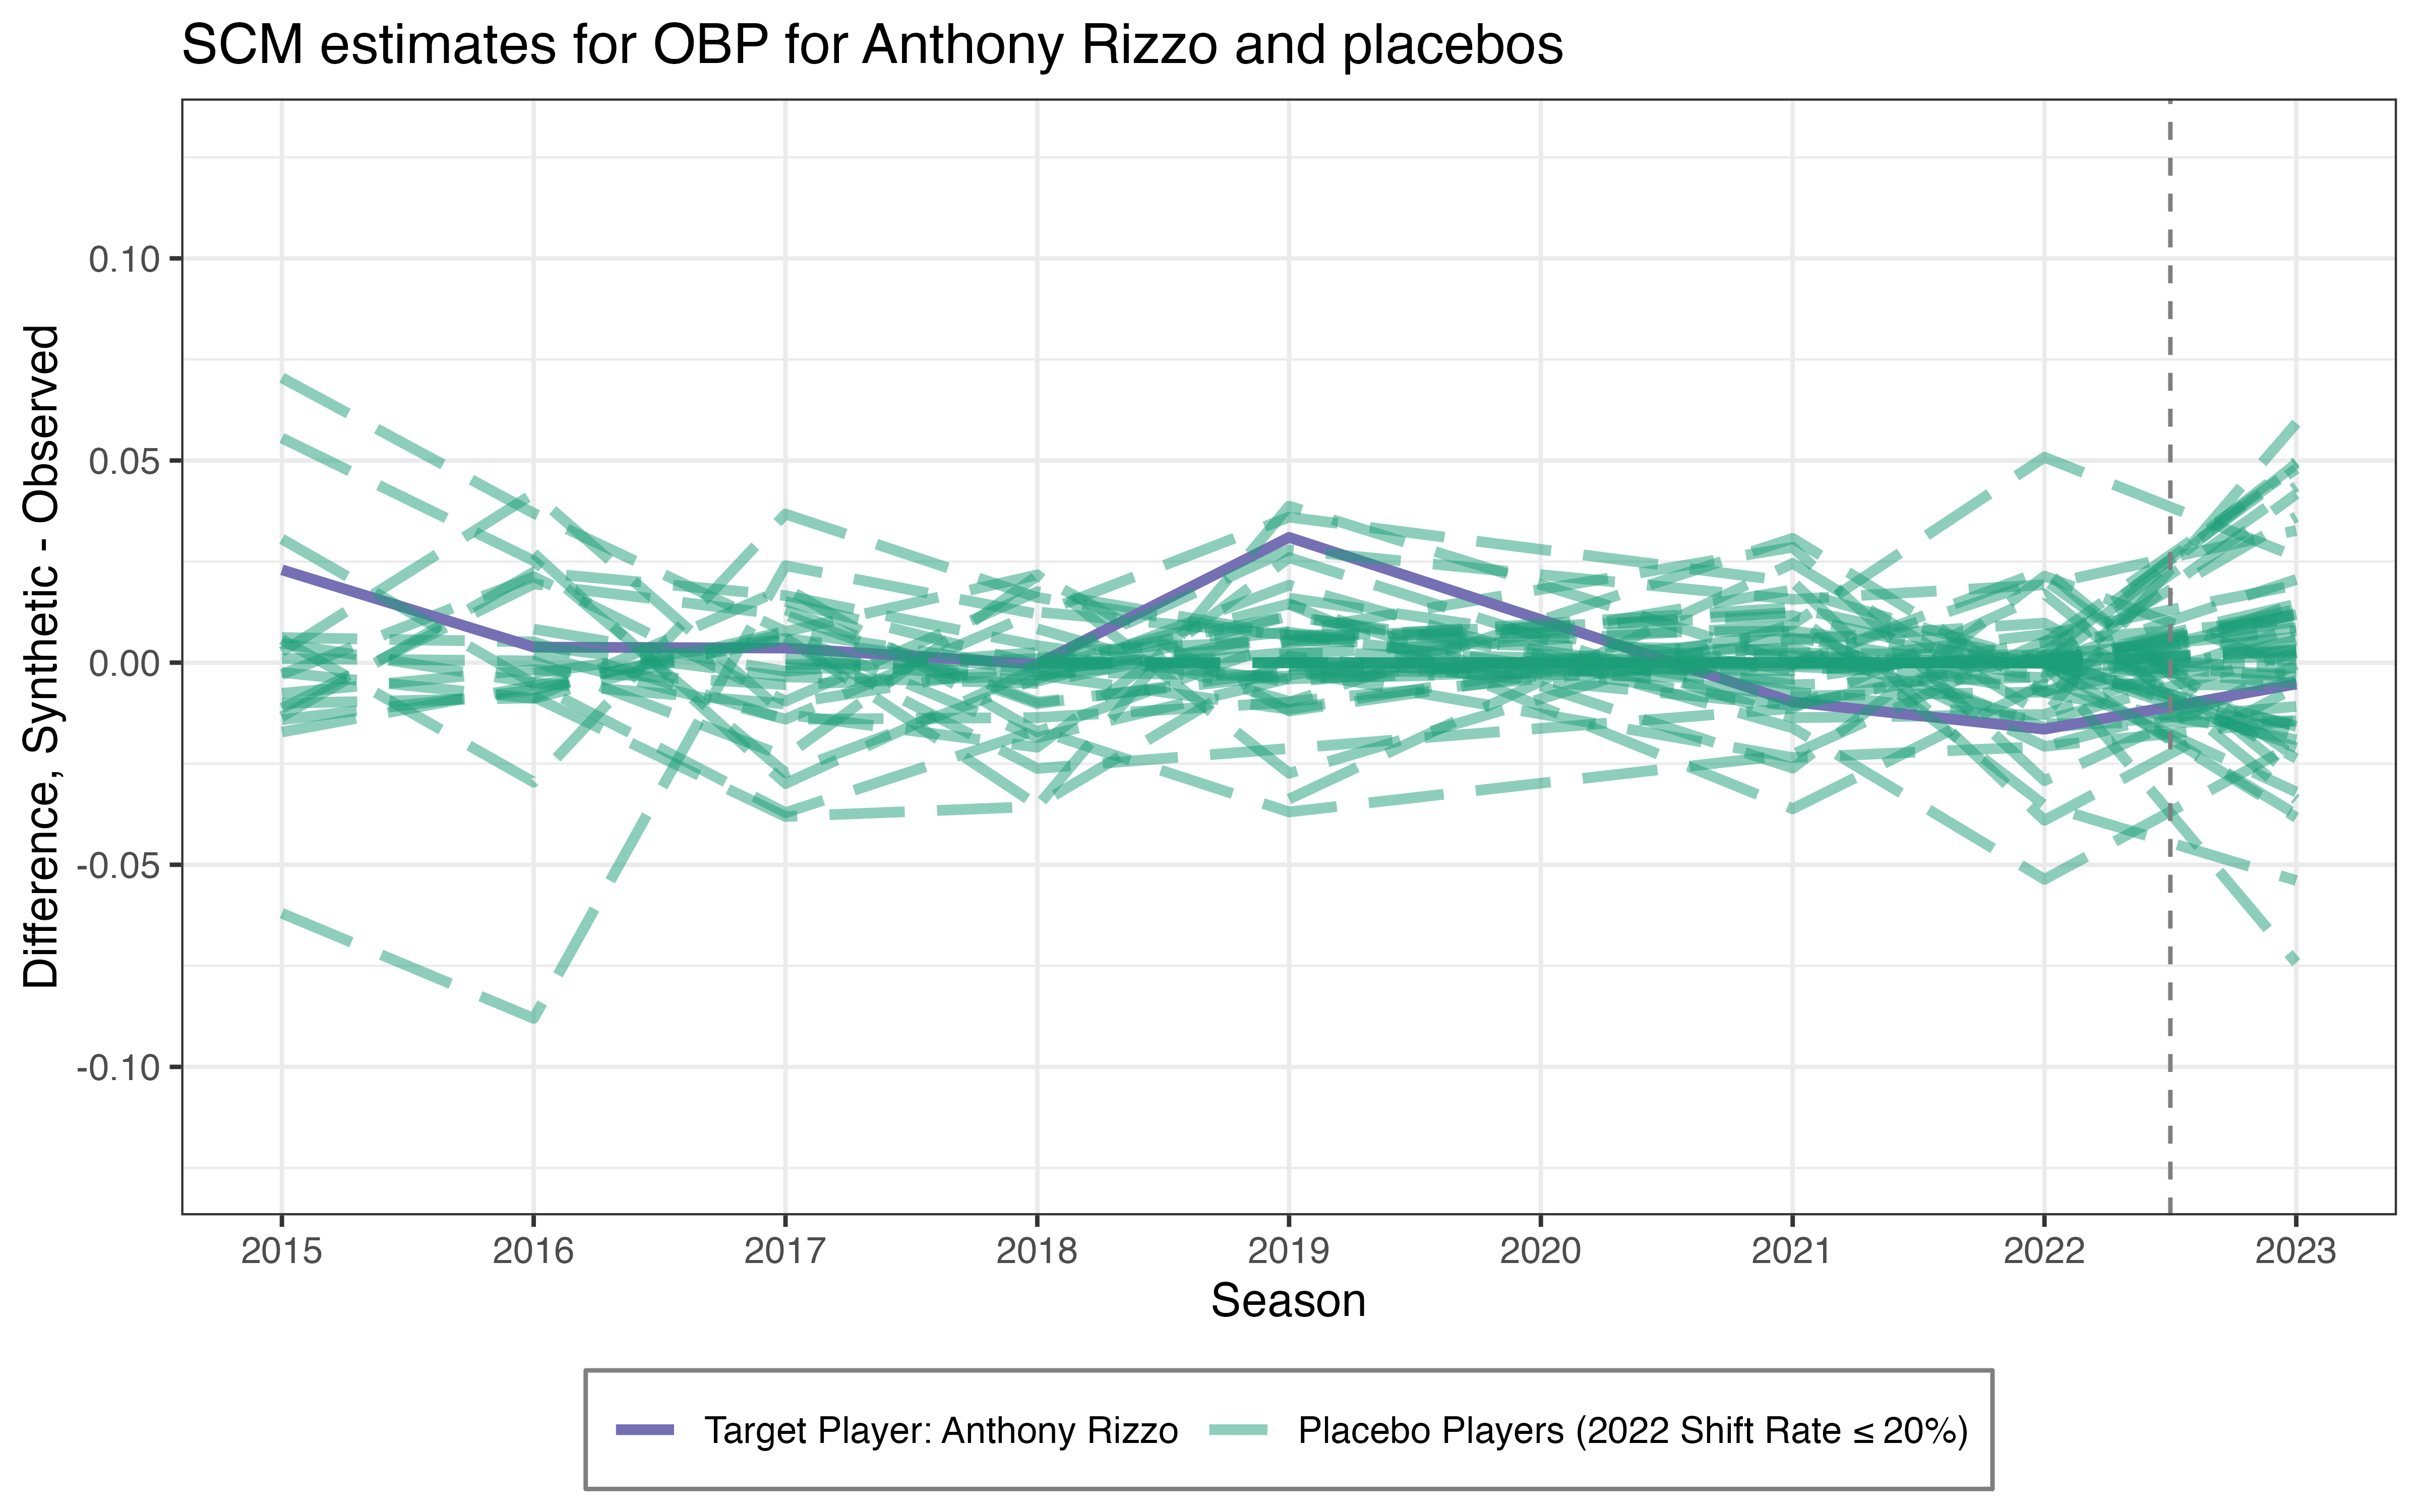 SCM estimates for OBP for Anthony Rizzo and placebos
Difference, Synthetic - Observed
0.10
0.05
0.00
-0.05
-0.10
2015 2016 2017 2018 2019 2020 2021 2022 2023
Season
Target Player: Anthony Rizzo Placebo Players (2022 Shift Rate ≤ 20%)